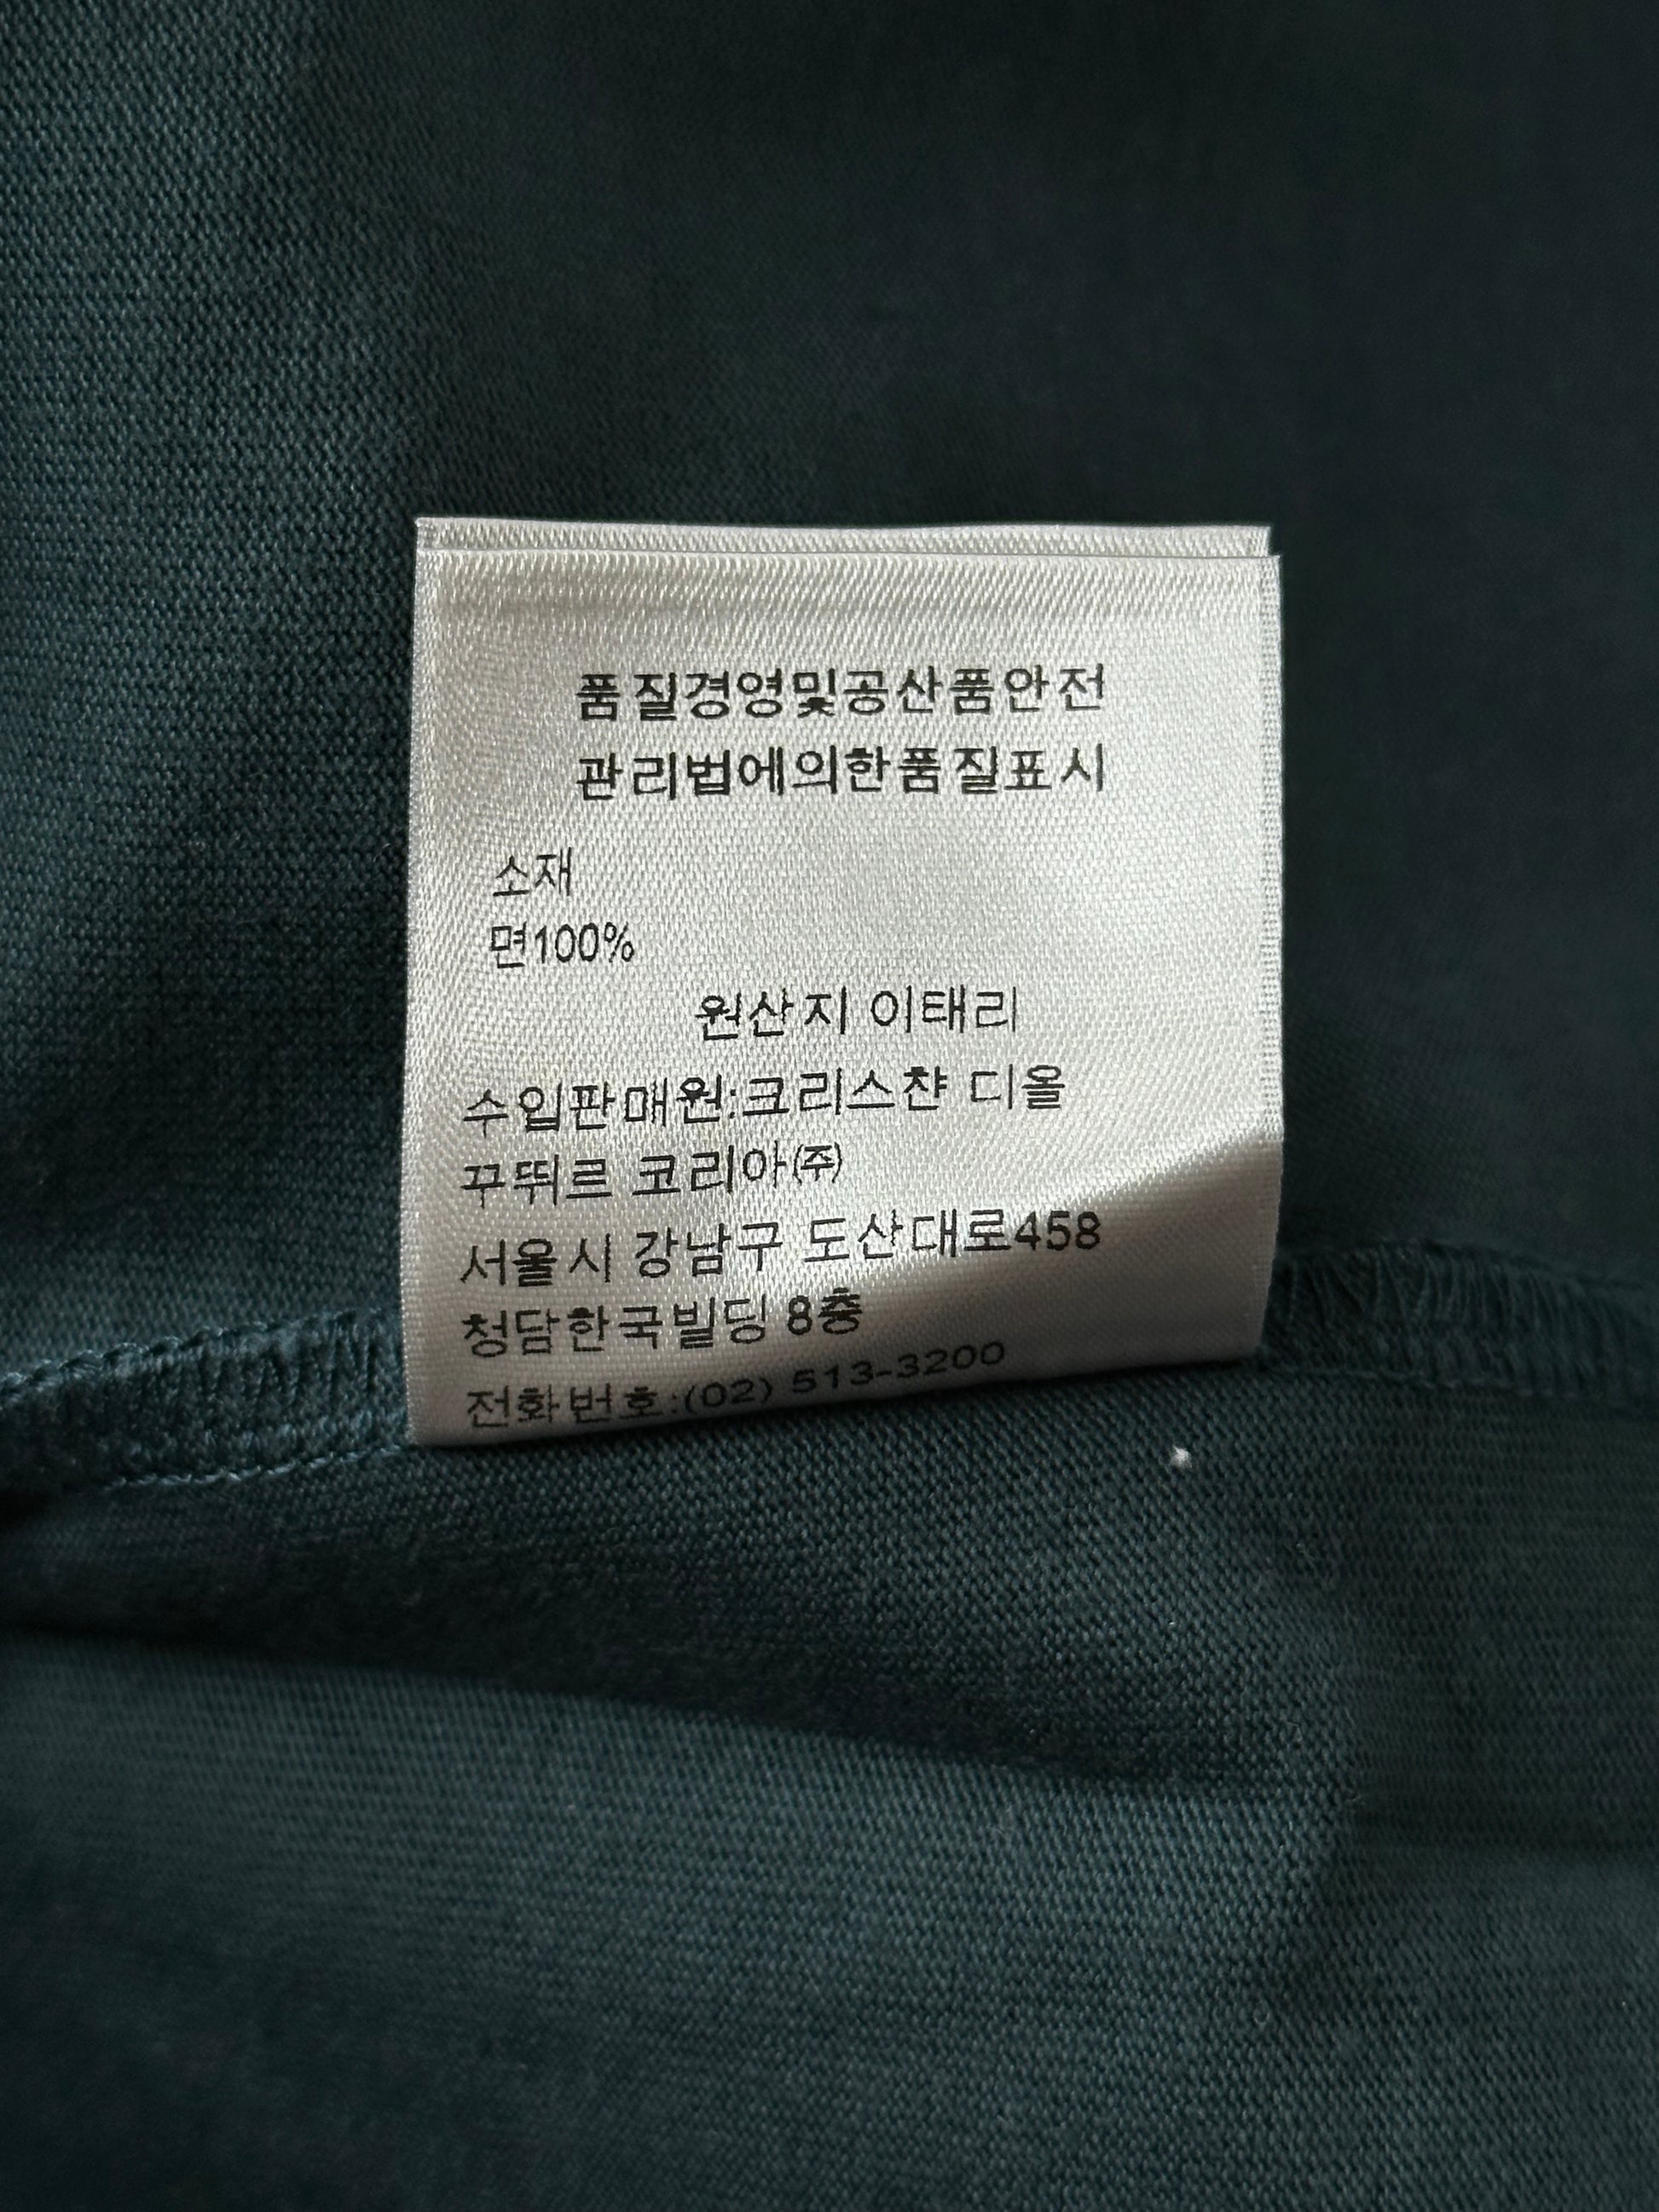 품질경영및공산품안전
관리법에의한품질표시
소재
면100%
원산지 이태리
수입판매원:크리스챤 디올
꾸뛰르 코리아㈜
서울시 강남구 도산대로458
청담한국빌딩 8층
전화번호:(02) 513-3200